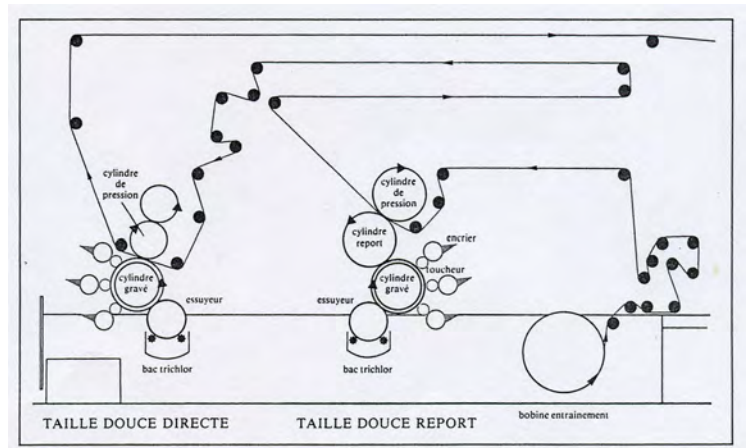 cylindre
de
pression
cylindre
gravé
essuyeur
bac trichlor
TAILLE DOUCE DIRECTE
cylindre
de
pression
cylindre
report
encrier
toucheur
cylindre
gravé
essuyeur
bac trichlor
TAILLE DOUCE REPORT
bobine entrainement